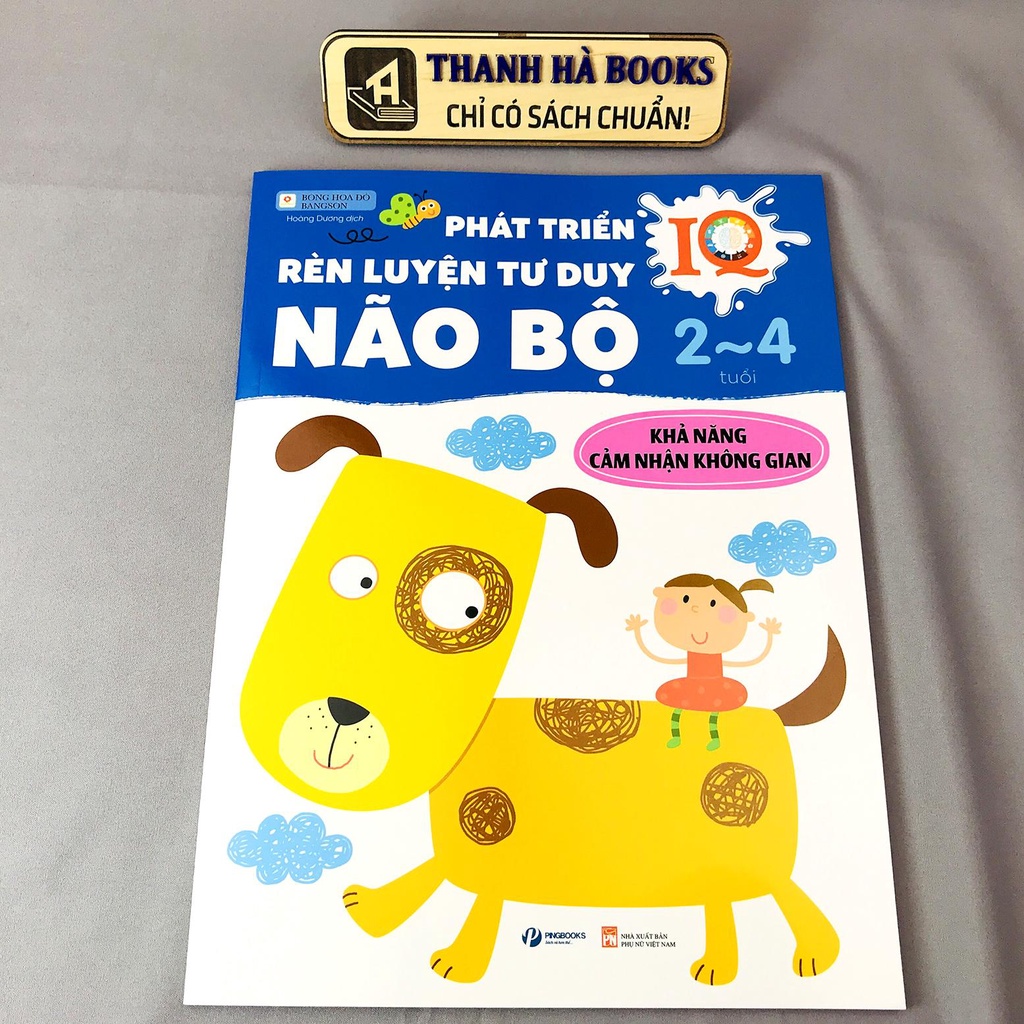 THANH HÀ BOOKS
CHỈ CÓ SÁCH CHUẨN!
BONG HOA DO
BANGSON
Hoàng Dương dịch
PHÁT TRIỂN IQ
RÈN LUYỆN TƯ DUY
NÃO BỘ
2~4
tuổi
KHẢ NĂNG
CẢM NHẬN KHÔNG GIAN
PINGBOOKS
NHÀ XUẤT BẢN
PHỤ NỮ VIỆT NAM